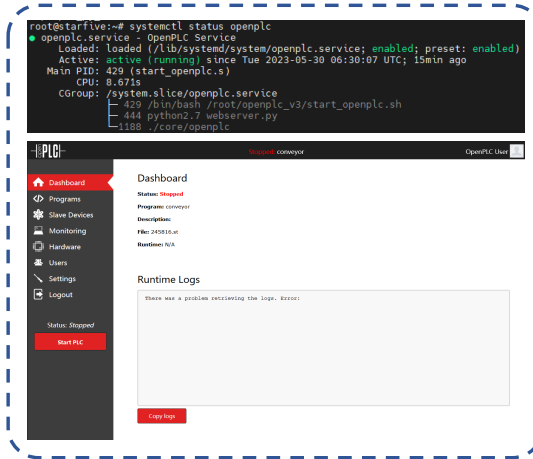 root@starfive:~# systemctl status openplc
● openplc.service - OpenPLC Service
Loaded: loaded (/lib/systemd/system/openplc.service; enabled; preset: enabled)
Active: active (running) since Tue 2023-05-30 06:30:07 UTC; 15min ago
Main PID: 429 (start_openplc.s)
CPU: 8.671s
CGroup: /system.slice/openplc.service
├─ 429 /bin/bash /root/openplc_v3/start_openplc.sh
├─ 444 python2.7 webserver.py
└─1188 ./core/openplc
OPEN PLC
Stopped: conveyor
OpenPLC User
Dashboard
Programs
Slave Devices
Monitoring
Hardware
Users
Settings
Logout
Status: Stopped
Start PLC
Dashboard
Status: Stopped
Program: conveyor
Description:
File: 245816.st
Runtime: N/A
Runtime Logs
There was a problem retrieving the logs. Error:
Copy logs